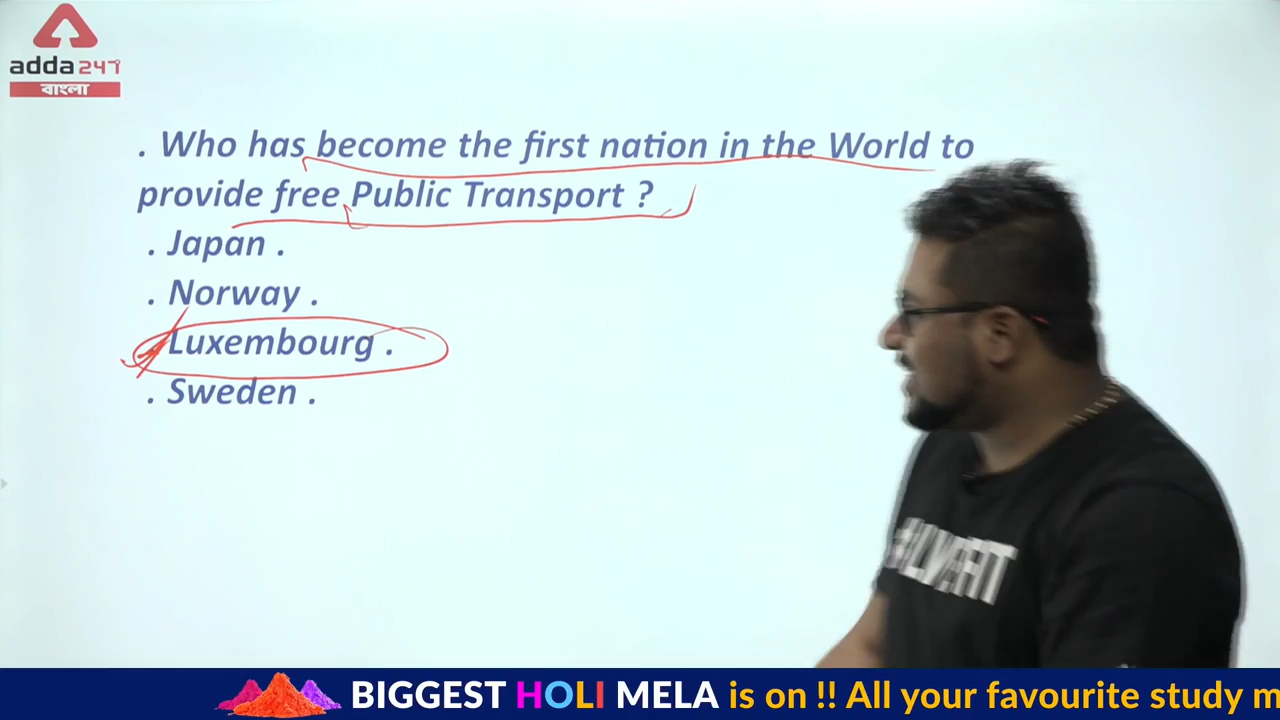 adda247
বাংলা
. Who has become the first nation in the World to
provide free Public Transport ?
. Japan .
. Norway .
Luxembourg .
. Sweden .
BIGGEST HOLI MELA is on !! All your favourite study m